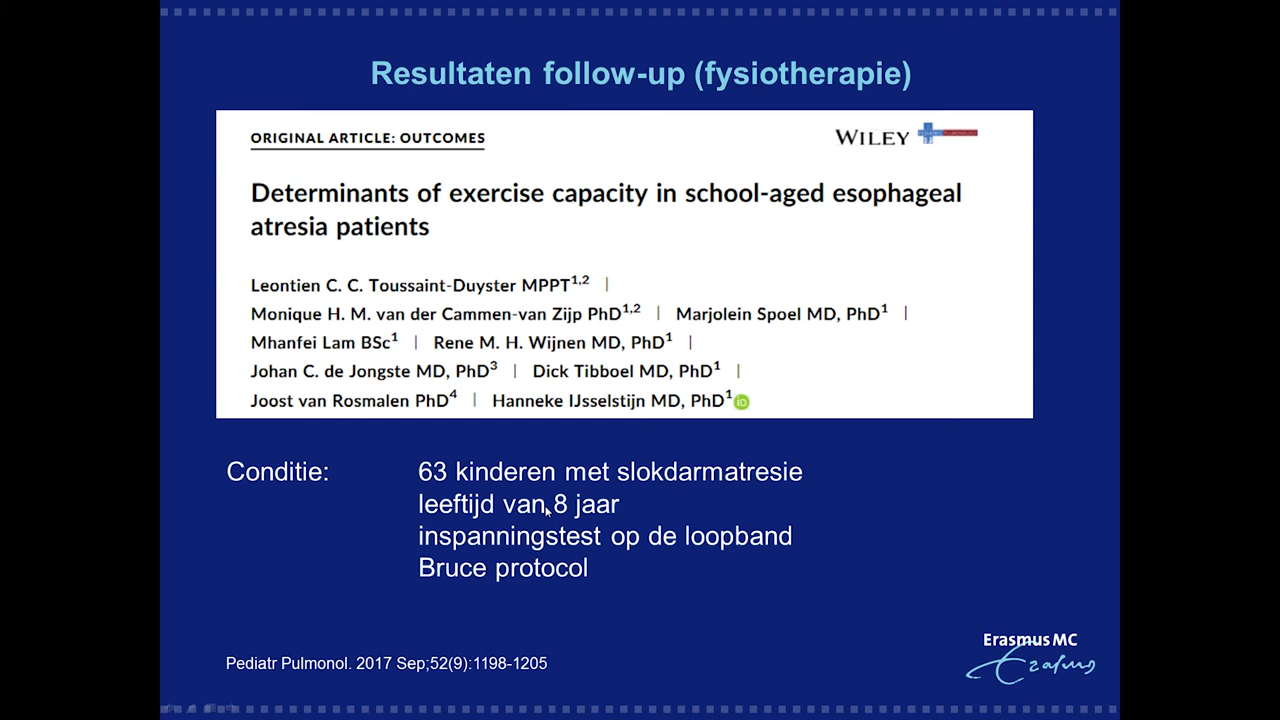 Resultaten follow-up (fysiotherapie)
ORIGINAL ARTICLE: OUTCOMES
WILEY
Determinants of exercise capacity in school-aged esophageal
atresia patients
Leontien C. C. Toussaint-Duyster MPPT1,2 |
Monique H. M. van der Cammen-van Zijp PhD1,2 | Marjolein Spoel MD, PhD1 |
Mhanfei Lam BSc1 | Rene M. H. Wijnen MD, PhD1 |
Johan C. de Jongste MD, PhD3 | Dick Tibboel MD, PhD1 |
Joost van Rosmalen PhD4 | Hanneke IJsselstijn MD, PhD1 iD
Conditie: 63 kinderen met slokdarmatresie
leeftijd van 8 jaar
inspanningstest op de loopband
Bruce protocol
Pediatr Pulmonol. 2017 Sep;52(9):1198-1205
Erasmus MC
Erasmus